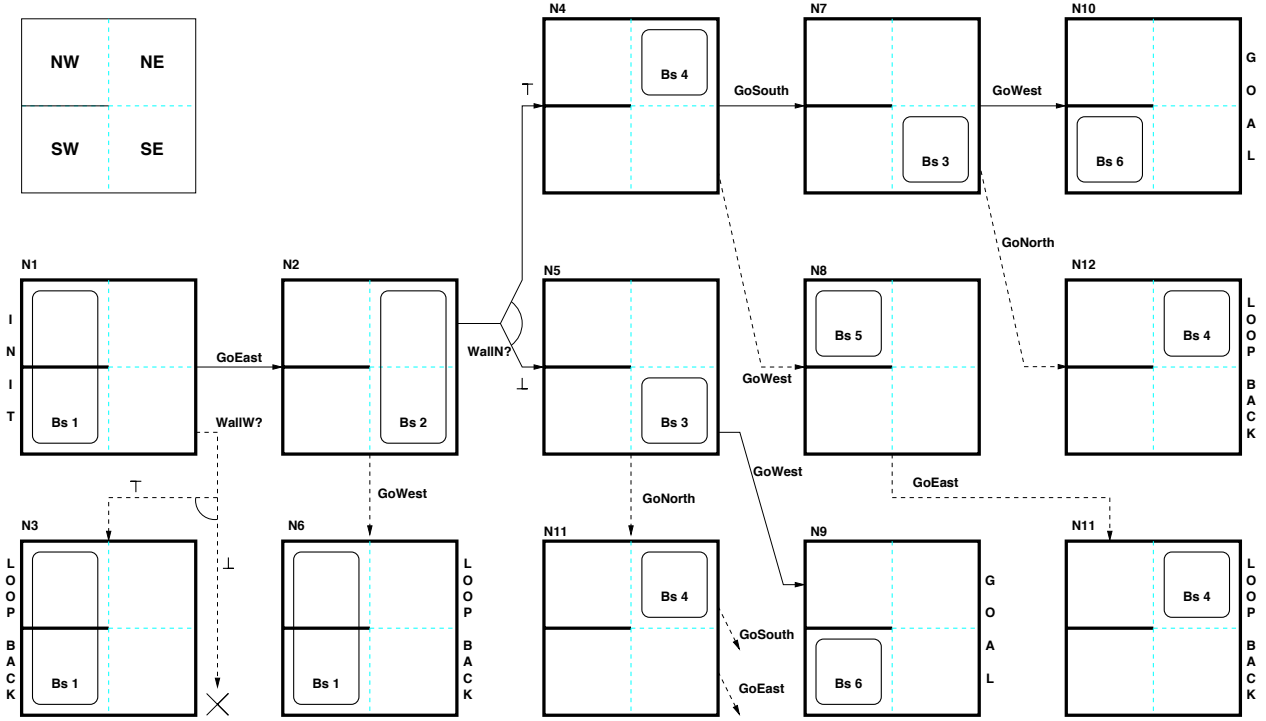 N4
N7
N10
NW
NE
SW
SE
Bs 4
GoSouth
Bs 3
GoWest
Bs 6
G
O
A
L
⊤
GoWest
GoNorth
N1
N2
N5
N8
N12
I
N
I
T
Bs 1
GoEast
WallW?
Bs 2
WallN?
⊥
Bs 3
Bs 5
Bs 4
L
O
O
P
B
A
C
K
⊤
⊥
GoWest
GoNorth
GoWest
GoEast
N3
N6
N11
N9
N11
L
O
O
P
B
A
C
K
Bs 1
Bs 1
L
O
O
P
B
A
C
K
Bs 4
GoSouth
GoEast
Bs 6
G
O
A
L
Bs 4
L
O
O
P
B
A
C
K